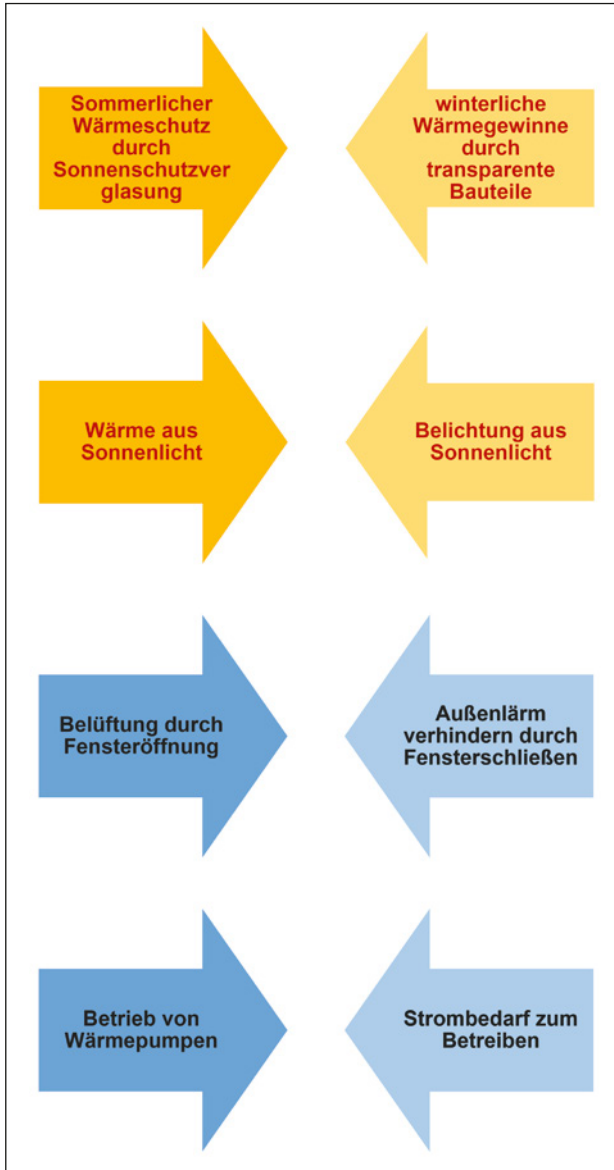 Sommerlicher
Wärmeschutz
durch
Sonnenschutzver
glasung
winterliche
Wärmegewinne
durch
transparente
Bauteile
Wärme aus
Sonnenlicht
Belichtung aus
Sonnenlicht
Belüftung durch
Fensteröffnung
Außenlärm
verhindern durch
Fensterschließen
Betrieb von
Wärmepumpen
Strombedarf zum
Betreiben